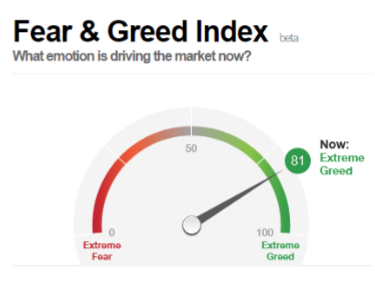 Fear & Greed Index beta
What emotion is driving the market now?
50
Now:
81
Extreme
Greed
0
100
Extreme
Fear
Extreme
Greed